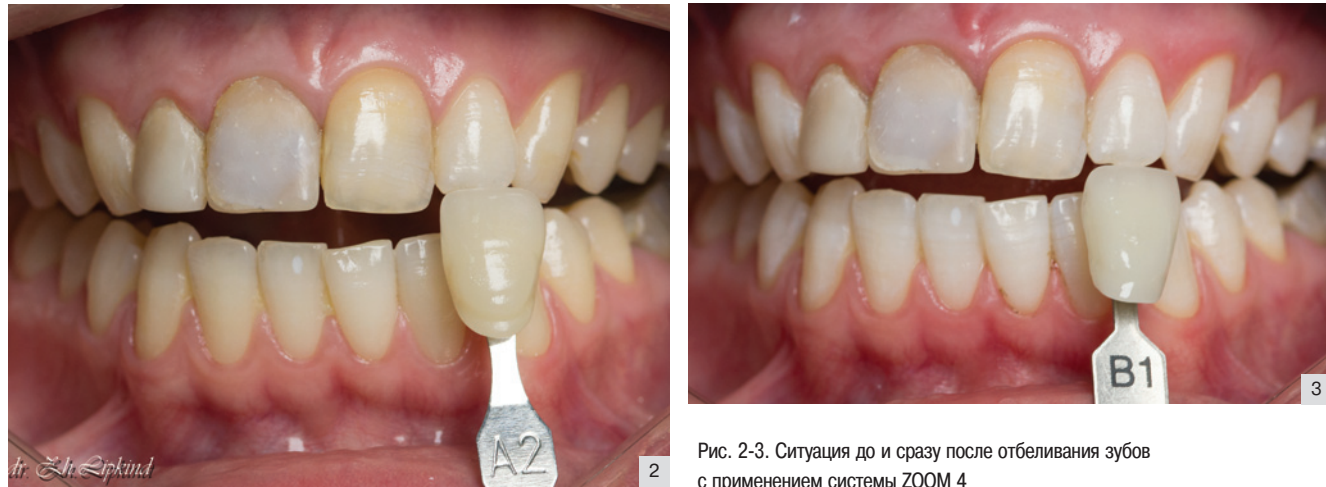 A2
dr. Zh. Lipkind
2
B1
3
Рис. 2-3. Ситуация до и сразу после отбеливания зубов
с применением системы ZOOM 4